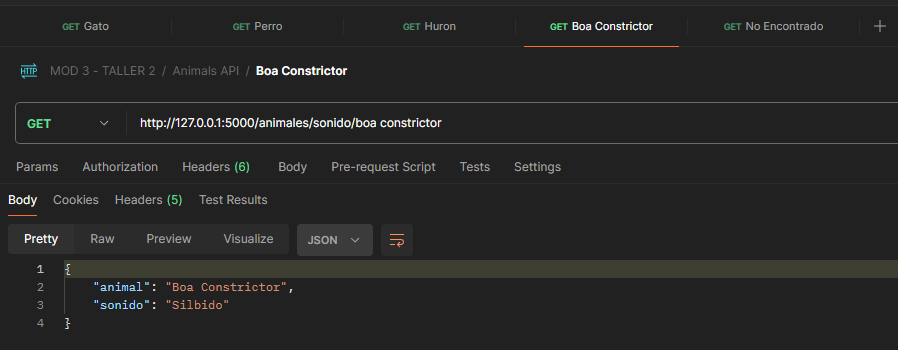 GET Gato GET Perro GET Huron GET Boa Constrictor GET No Encontrado +
HTTP MOD 3 - TALLER 2 / Animals API / Boa Constrictor
GET http://127.0.0.1:5000/animales/sonido/boa constrictor
Params Authorization Headers (6) Body Pre-request Script Tests Settings
Body Cookies Headers (5) Test Results
Pretty Raw Preview Visualize JSON
1 {
2 "animal": "Boa Constrictor",
3 "sonido": "Silbido"
4 }